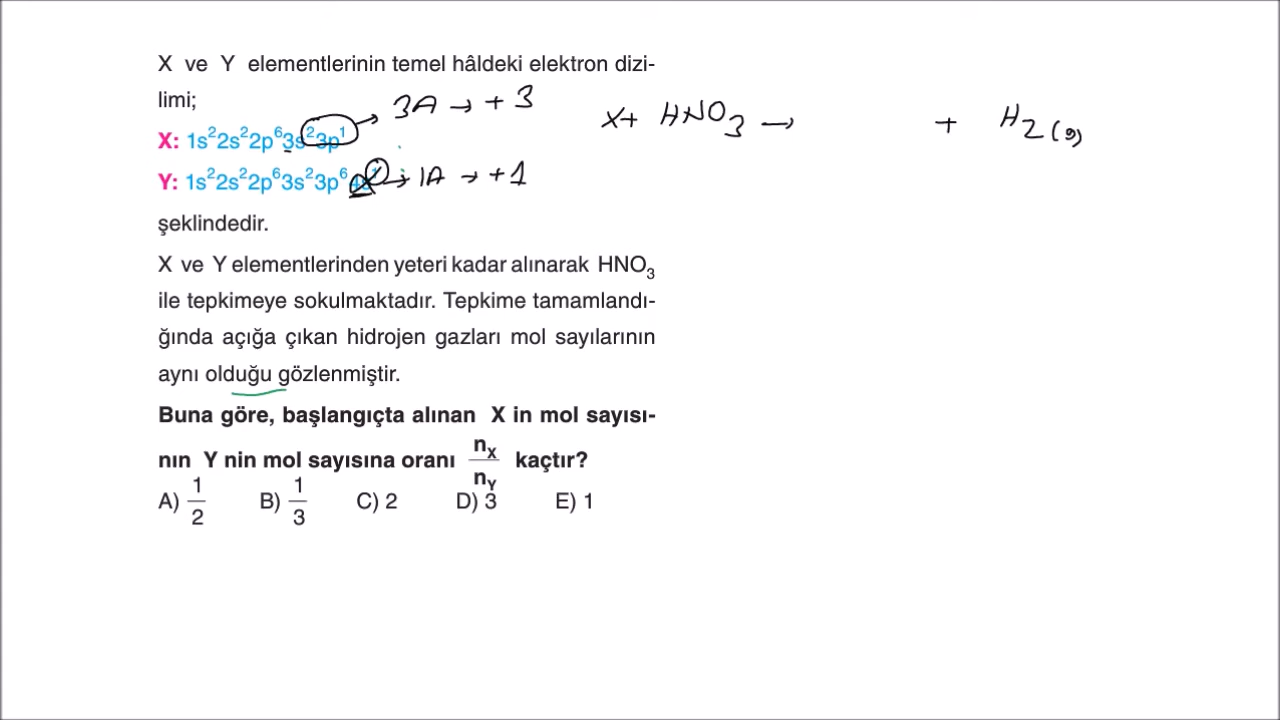 X ve Y elementlerinin temel hâldeki elektron dizi-
limi;
3A → +3
X: 1s²2s²2p⁶3s²3p¹
X + HNO₃ → + H₂(g)
Y: 1s²2s²2p⁶3s²3p⁶
1A → +1
şeklindedir.
X ve Y elementlerinden yeteri kadar alınarak HNO₃
ile tepkimeye sokulmaktadır. Tepkime tamamlandı-
ğında açığa çıkan hidrojen gazları mol sayılarının
aynı olduğu gözlenmiştir.
Buna göre, başlangıçta alınan X in mol sayısı-
nın Y nin mol sayısına oranı nX/nY kaçtır?
A) 1/2 B) 1/3 C) 2 D) 3 E) 1